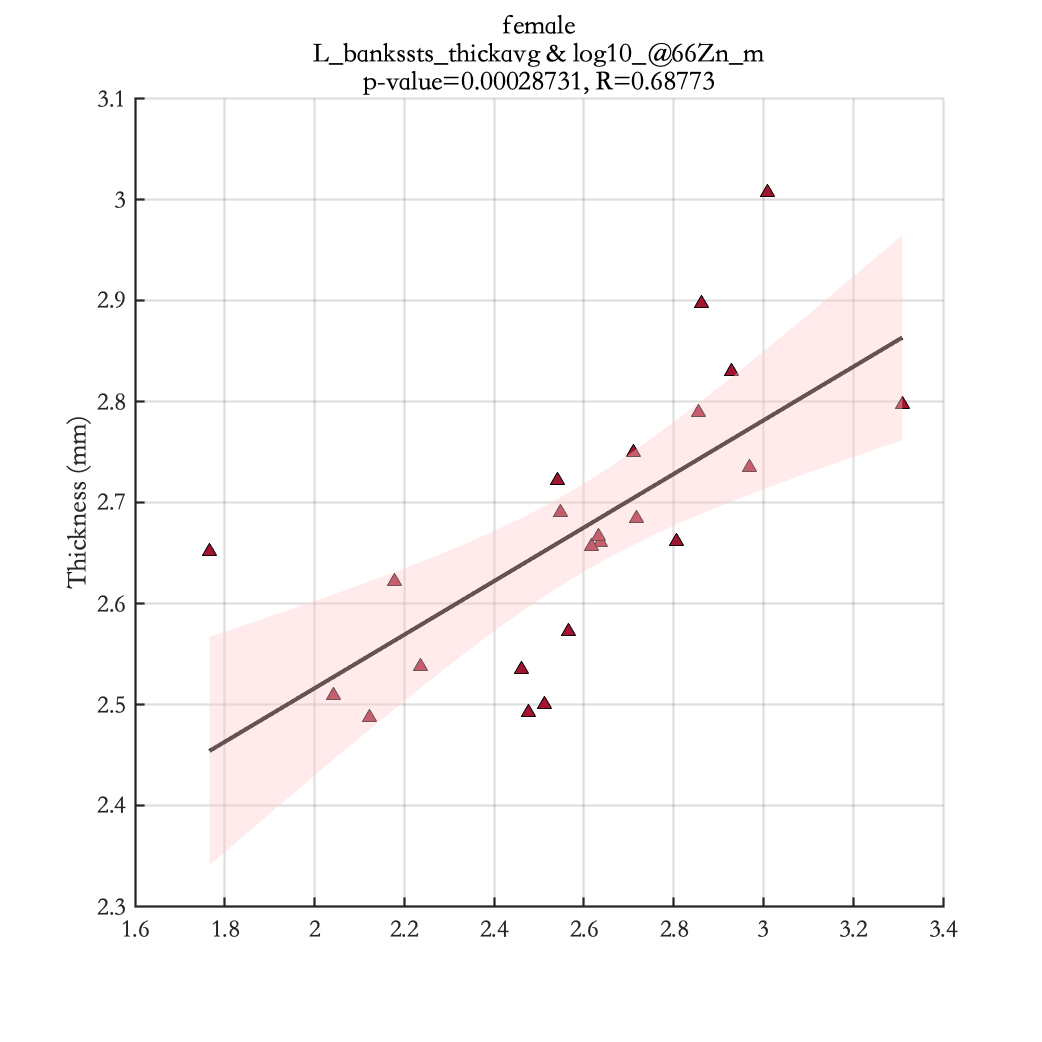 female
L_bankssts_thickavg & log10_@66Zn_m
p-value=0.00028731, R=0.68773
3.1
3
2.9
2.8
2.7
2.6
2.5
2.4
2.3
Thickness (mm)
1.6 1.8 2 2.2 2.4 2.6 2.8 3 3.2 3.4